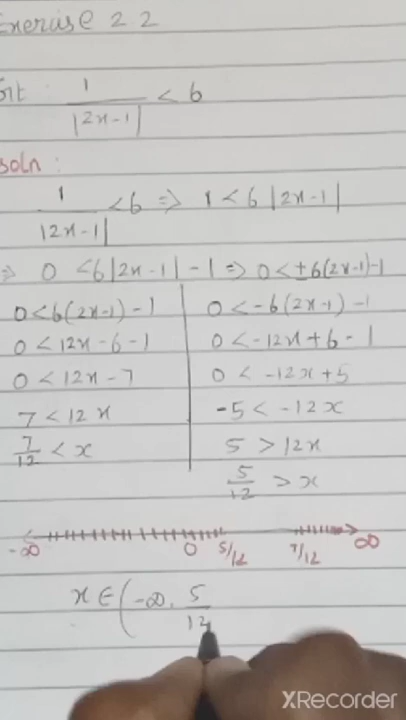 Exercise 2.2
1/|2x-1| < 6
Soln :
1/|2x-1| < 6 => 1 < 6 |2x-1|
=> 0 < 6|2x-1| - 1 => 0 < ±6(2x-1)-1
0 < 6(2x-1) - 1 | 0 < -6(2x-1) - 1
0 < 12x - 6 - 1 | 0 < -12x + 6 - 1
0 < 12x - 7 | 0 < -12x + 5
7 < 12x | -5 < -12x
7/12 < x | 5 > 12x
5/12 > x
-∞ 0 5/12 7/12 ∞
x ∈ (-∞, 5/12
XRecorder